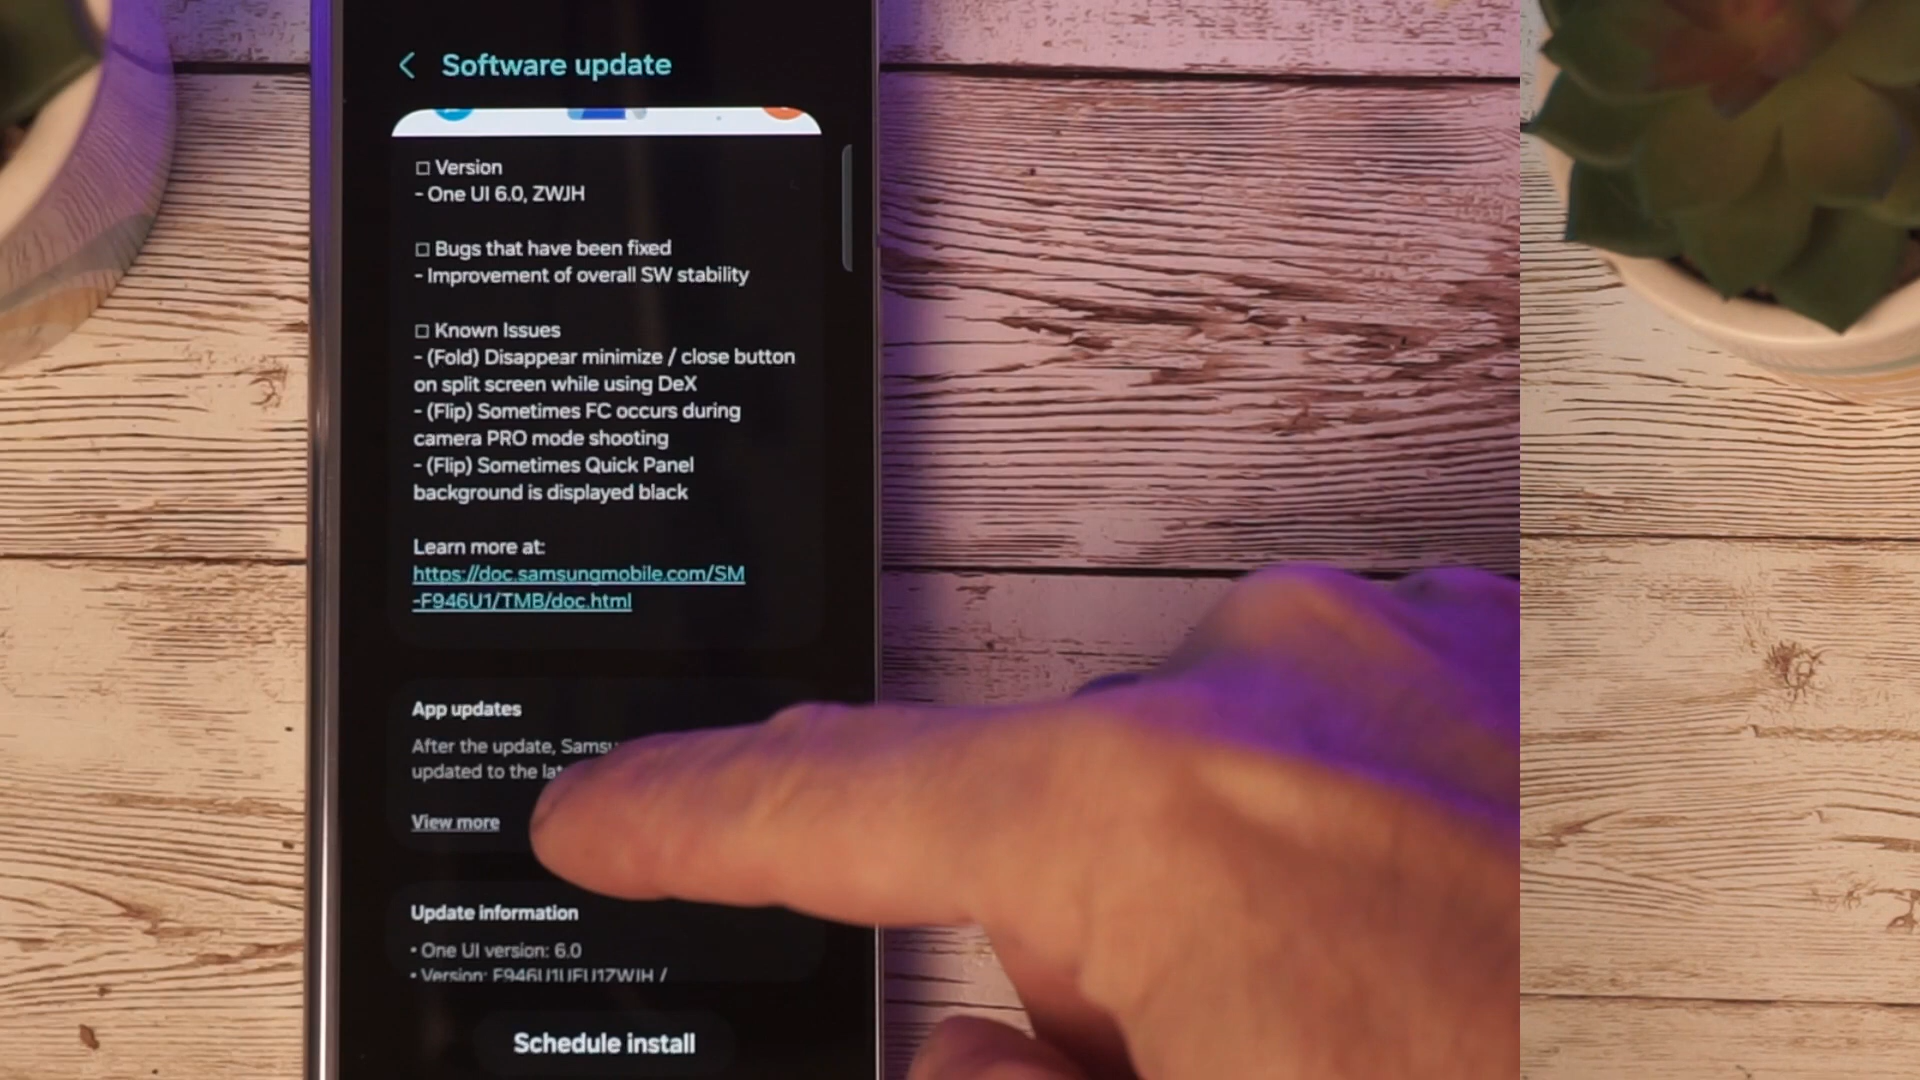 Software update
□ Version
- One UI 6.0, ZWJH
□ Bugs that have been fixed
- Improvement of overall SW stability
□ Known Issues
- (Fold) Disappear minimize / close button
on split screen while using DeX
- (Flip) Sometimes FC occurs during
camera PRO mode shooting
- (Flip) Sometimes Quick Panel
background is displayed black
Learn more at:
https://doc.samsungmobile.com/SM
-F946U1/TMB/doc.html
App updates
After the update,
updated to the
View more
Update information
• One UI version: 6.0
• Version: /
Schedule install